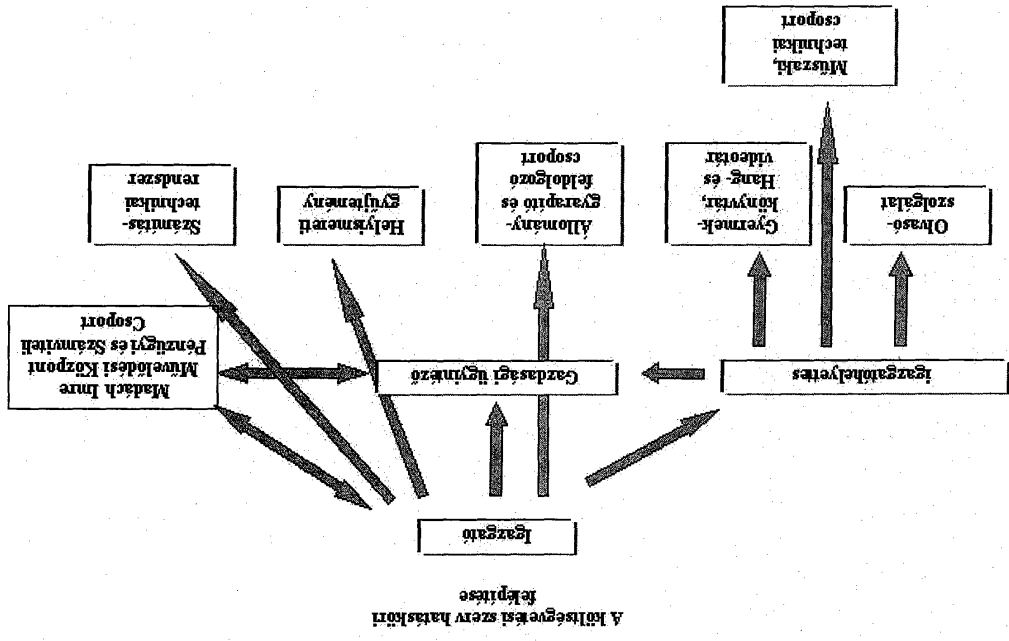 A költségvetési szerv hatásköri
felépítése
Igazgató
igazgatóhelyettes
Gazdasági ügyintéző
Madách Imre
Művelődési Központ
Pénzügyi és Számviteli
Csoport
Olvasó-
szolgálat
Gyermek-
könyvtár,
Hang- és
videotár
Állomány-
gyarapító és
feldolgozó
csoport
Helyismereti
gyűjtemény
Számítás-
technikai
rendszer
Műszaki,
technikai
csoport